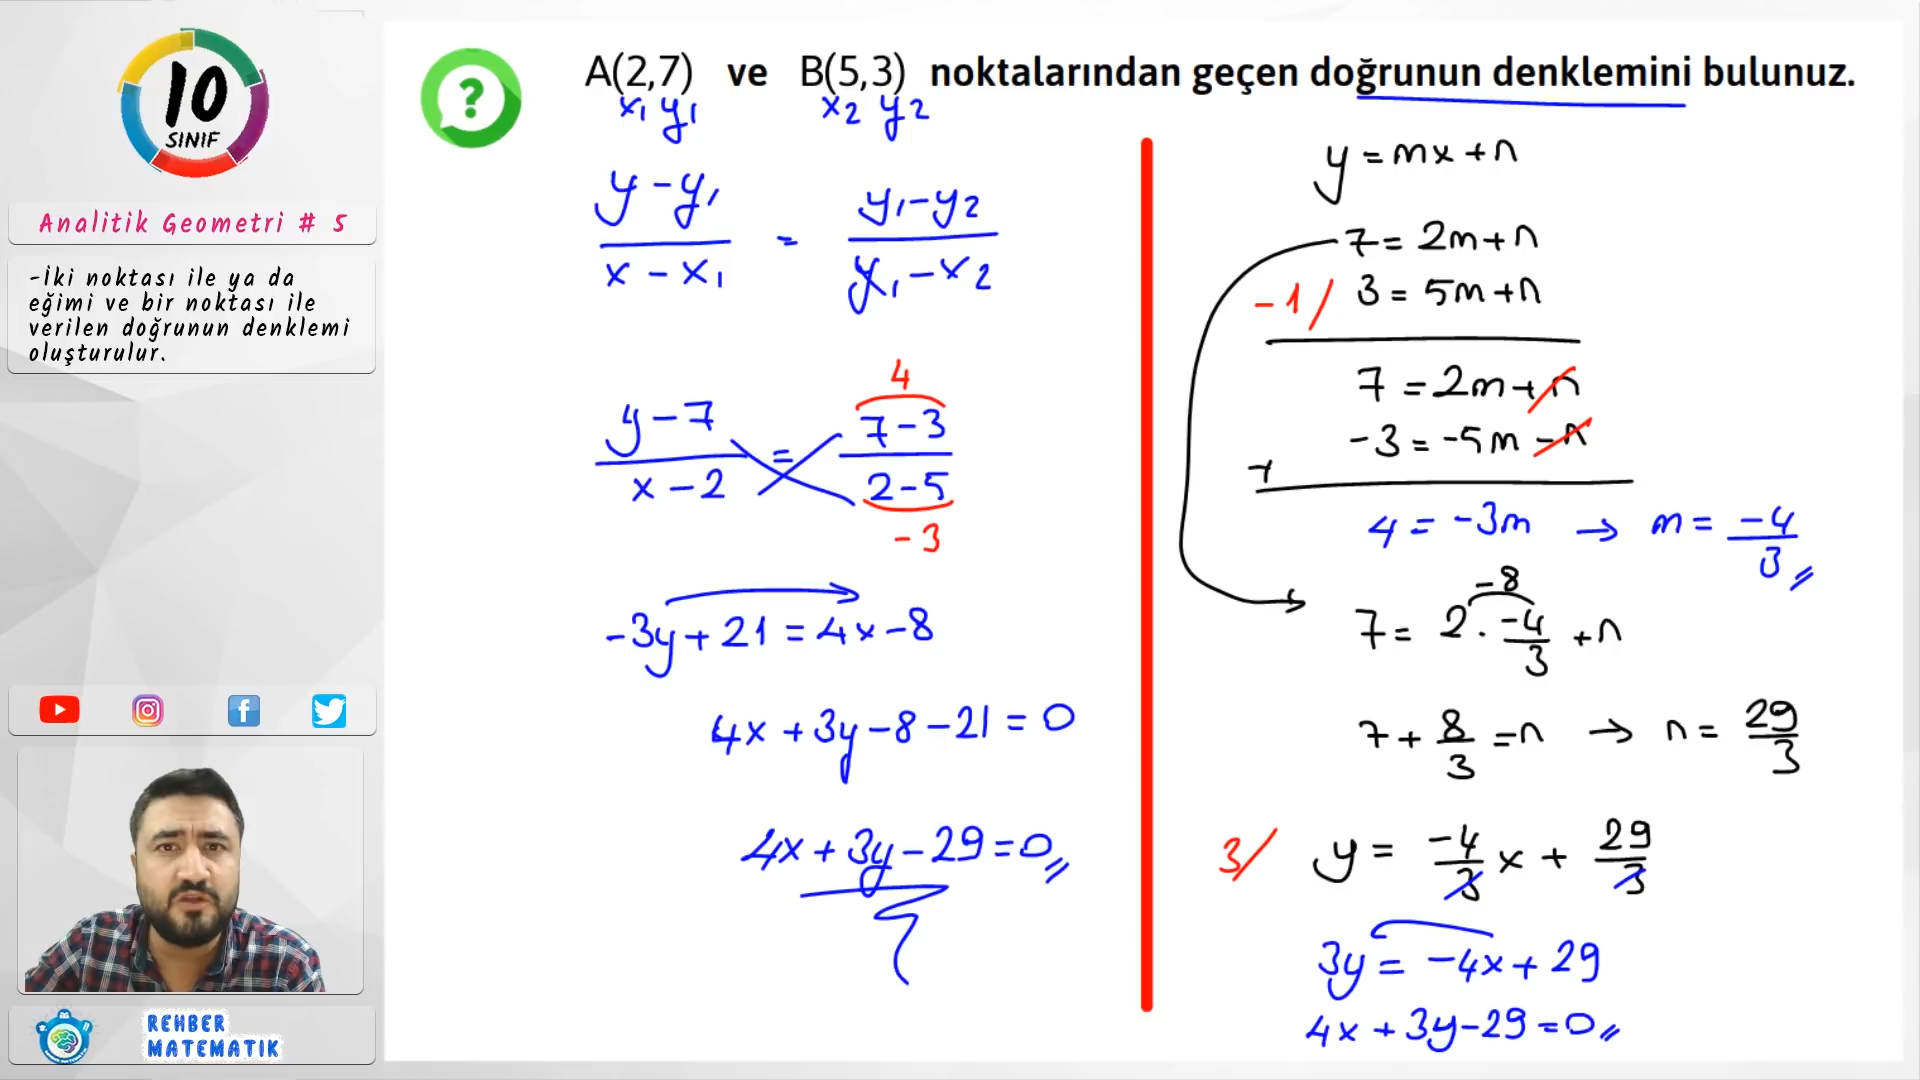 10
SINIF
Analitik Geometri # 5
-İki noktası ile ya da
eğimi ve bir noktası ile
verilen doğrunun denklemi
oluşturulur.
REHBER
MATEMATİK
?
A(2,7) ve B(5,3) noktalarından geçen doğrunun denklemini bulunuz.
x₁ y₁ x₂ y₂
y-y₁ / x-x₁ = y₁-y₂ / x₁-x₂
4
y-7 / x-2 = 7-3 / 2-5
-3
-3y+21=4x-8
4x+3y-8-21=0
4x+3y-29=0
y=mx+n
7=2m+n
-1/ 3=5m+n
7=2m+n
-3=-5m-n
+
4=-3m → m=-4/3
-8
7=2·-4/3+n
7+8/3=n → n=29/3
3/ y=-4/3x+29/3
3y=-4x+29
4x+3y-29=0